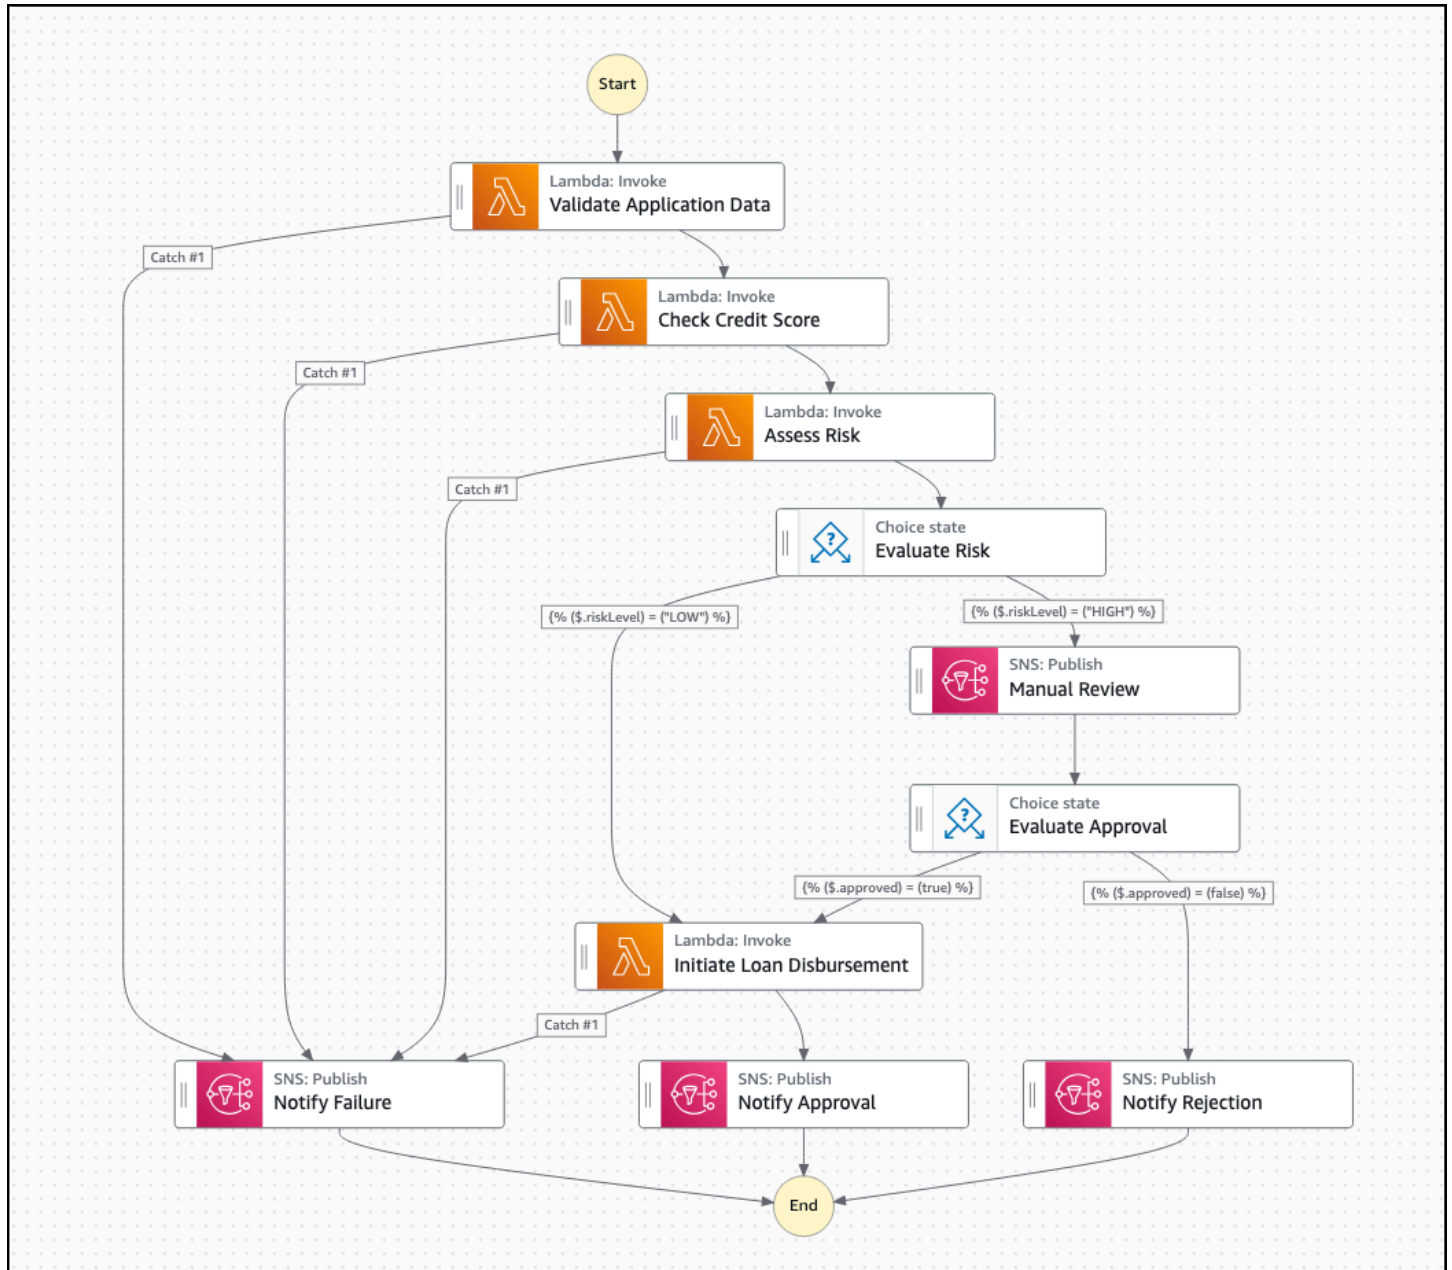 Start
Lambda: Invoke
Validate Application Data
Catch #1
Lambda: Invoke
Check Credit Score
Catch #1
Lambda: Invoke
Assess Risk
Catch #1
Choice state
Evaluate Risk
{% ($.riskLevel) = ("LOW") %}
{% ($.riskLevel) = ("HIGH") %}
SNS: Publish
Manual Review
Choice state
Evaluate Approval
{% ($.approved) = (true) %}
{% ($.approved) = (false) %}
Lambda: Invoke
Initiate Loan Disbursement
Catch #1
SNS: Publish
Notify Failure
SNS: Publish
Notify Approval
SNS: Publish
Notify Rejection
End